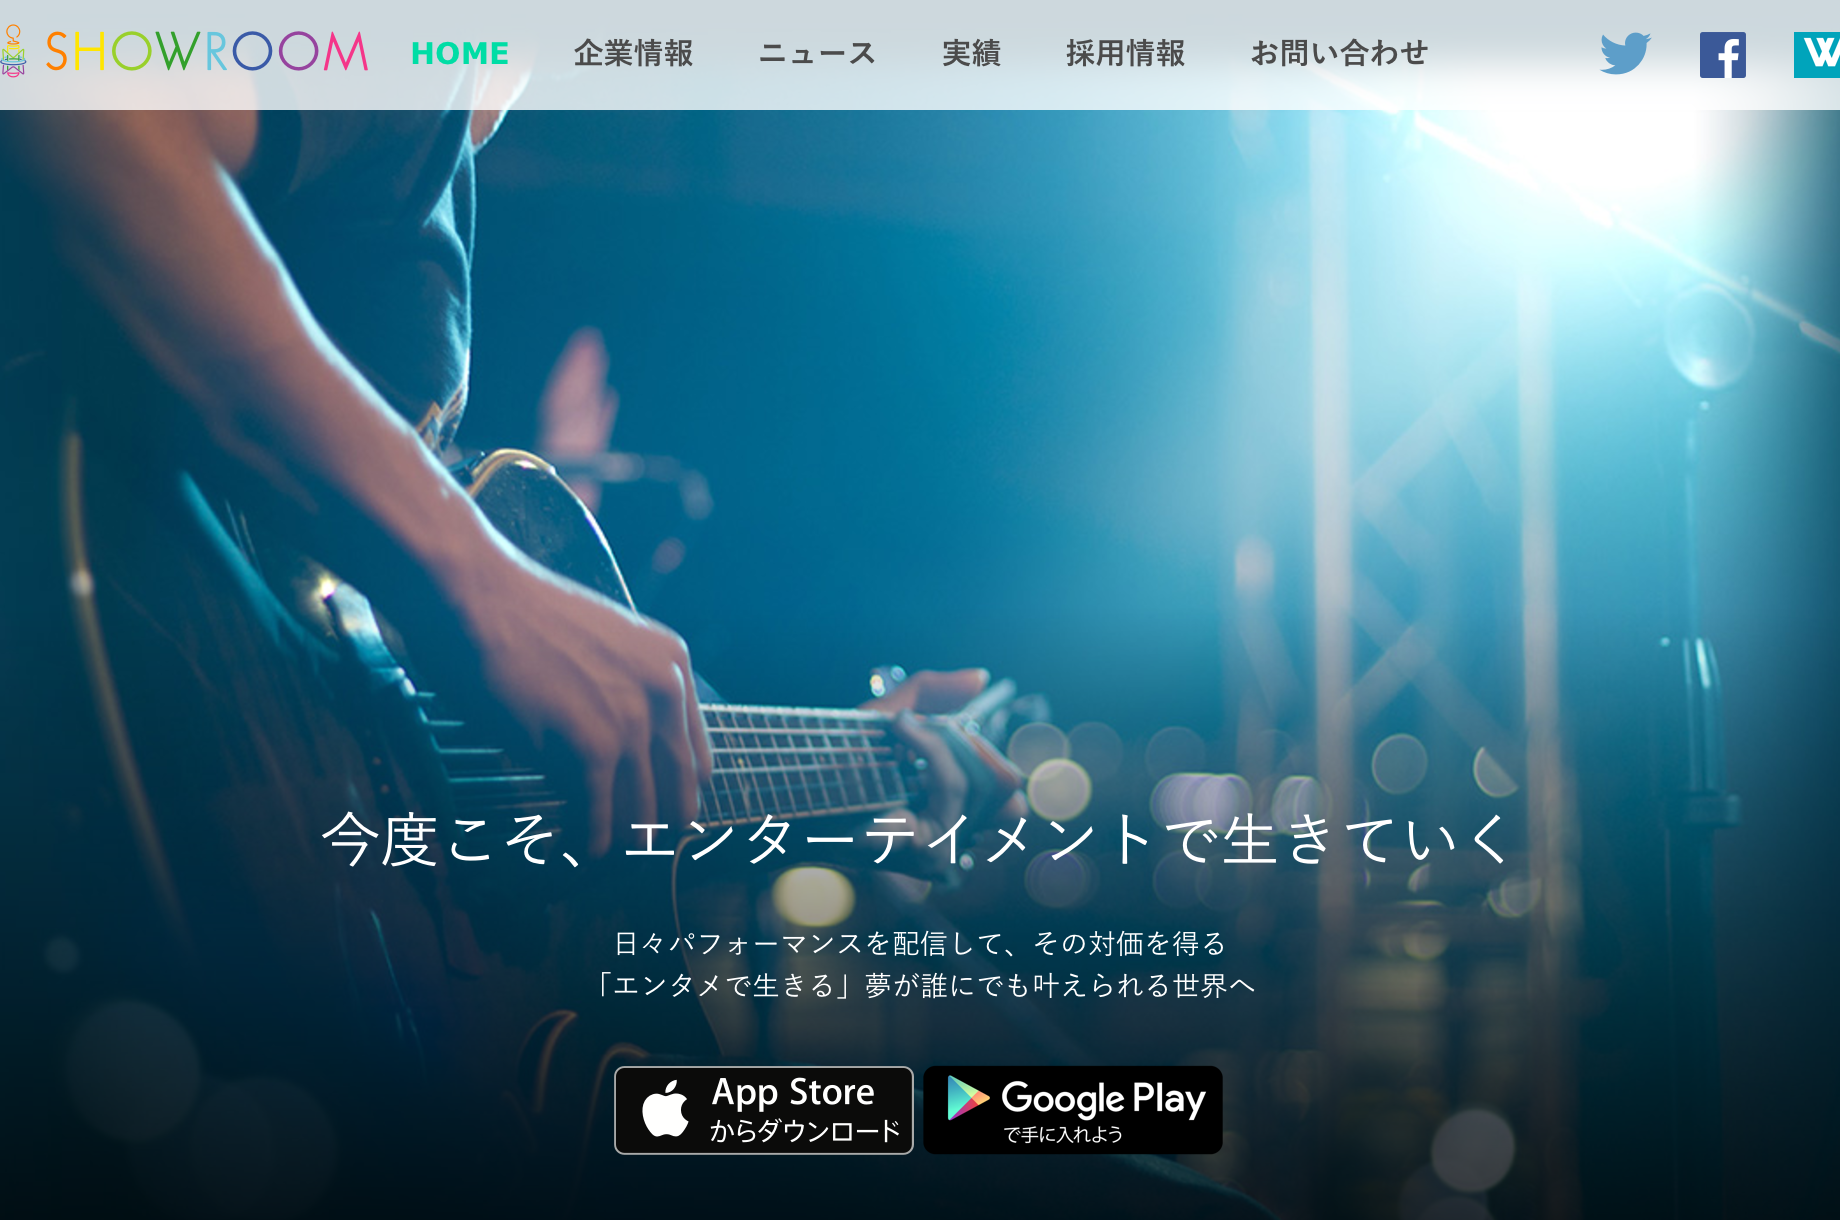 SHOWROOM HOME 企業情報 ニュース 実績 採用情報 お問い合わせ
今度こそ、エンターテイメントで生きていく
日々パフォーマンスを配信して、その対価を得る
「エンタメで生きる」夢が誰にでも叶えられる世界へ
App Store
からダウンロード
Google Play
で手に入れよう